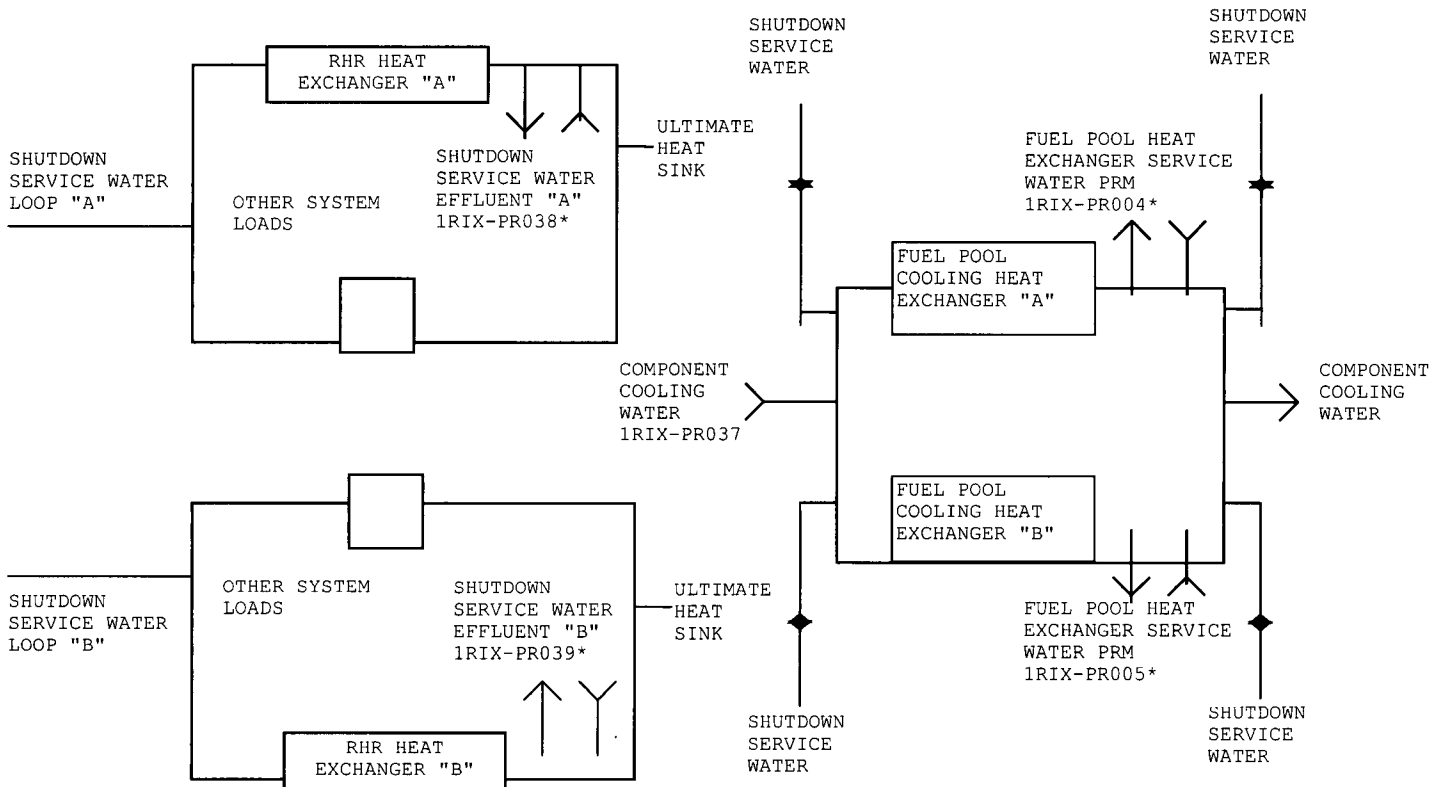 RHR HEAT
EXCHANGER "A"
SHUTDOWN
SERVICE WATER
LOOP "A"
OTHER SYSTEM
LOADS
SHUTDOWN
SERVICE WATER
EFFLUENT "A"
1RIX-PR038*
ULTIMATE
HEAT
SINK
SHUTDOWN
SERVICE WATER
LOOP "B"
OTHER SYSTEM
LOADS
SHUTDOWN
SERVICE WATER
EFFLUENT "B"
1RIX-PR039*
ULTIMATE
HEAT
SINK
RHR HEAT
EXCHANGER "B"
SHUTDOWN
SERVICE
WATER
SHUTDOWN
SERVICE
WATER
FUEL POOL HEAT
EXCHANGER SERVICE
WATER PRM
1RIX-PR004*
FUEL POOL
COOLING HEAT
EXCHANGER "A"
COMPONENT
COOLING
WATER
1RIX-PR037
COMPONENT
COOLING
WATER
FUEL POOL
COOLING HEAT
EXCHANGER "B"
FUEL POOL HEAT
EXCHANGER SERVICE
WATER PRM
1RIX-PR005*
SHUTDOWN
SERVICE
WATER
SHUTDOWN
SERVICE
WATER